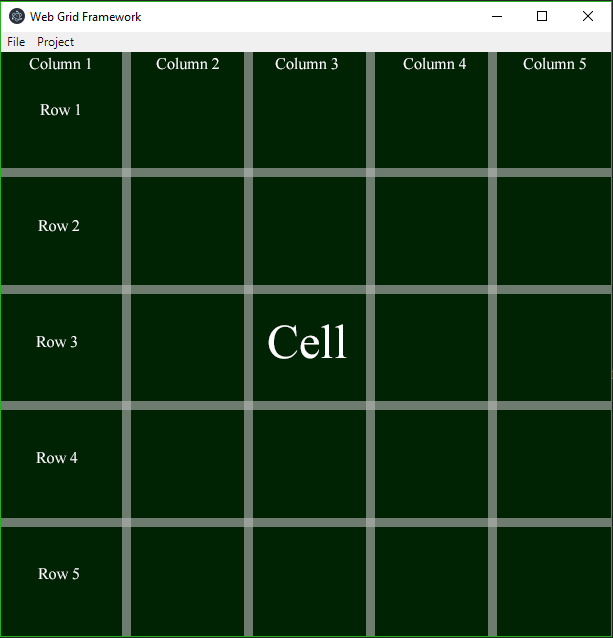 Web Grid Framework
File Project
Column 1 Column 2 Column 3 Column 4 Column 5
Row 1
Row 2
Row 3 Cell
Row 4
Row 5